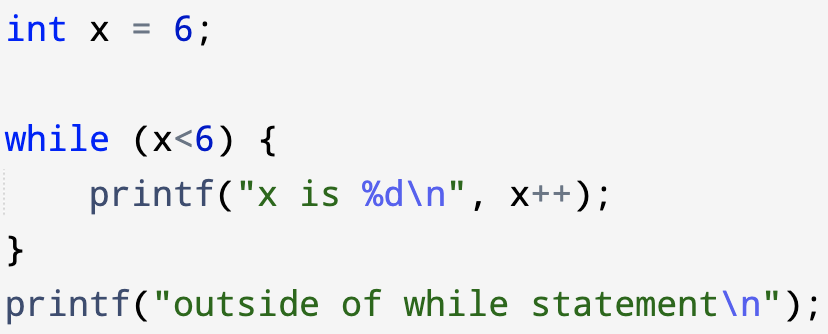 int x = 6;
while (x<6) {
    printf("x is %d\n", x++);
}
printf("outside of while statement\n");